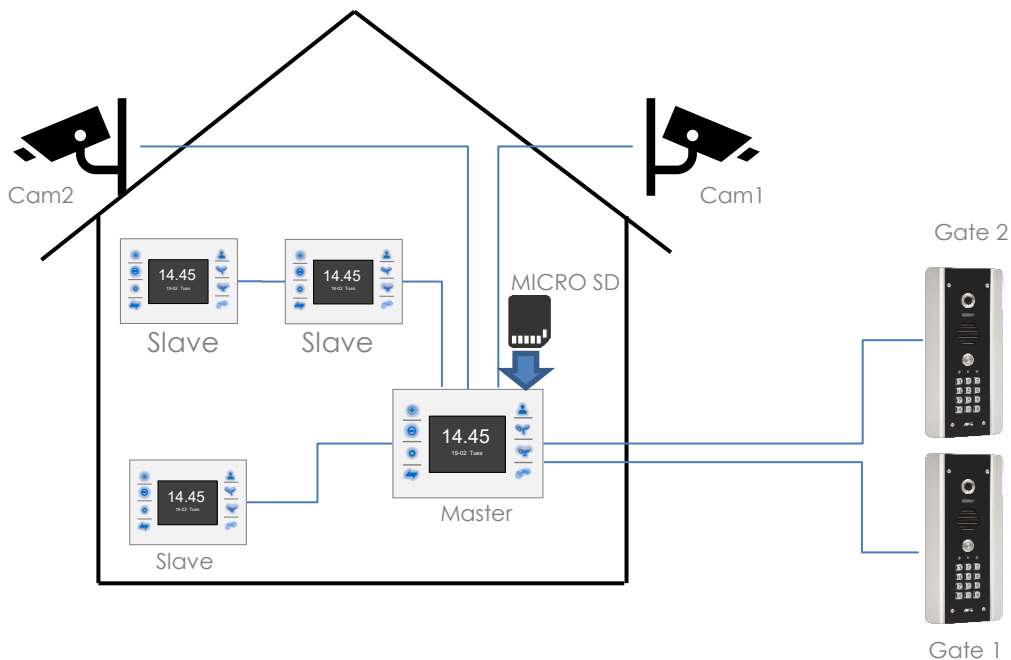 Cam2
Cam1
Gate 2
14.45
19-02 Tues
14.45
19-02 Tues
MICRO SD
Slave
Slave
14.45
19-02 Tues
14.45
19-02 Tues
Master
Slave
Gate 1